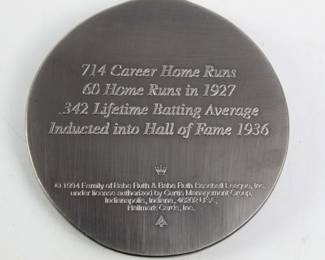 714 Career Home Runs
60 Home Runs in 1927
.342 Lifetime Batting Average
Inducted into Hall of Fame 1936
© 1994 Family of Babe Ruth & Babe Ruth Baseball League, Inc.
under license authorized by Curtis Management Group,
Indianapolis, Indiana, 46202 U.S.A.,
Hallmark Cards, Inc.